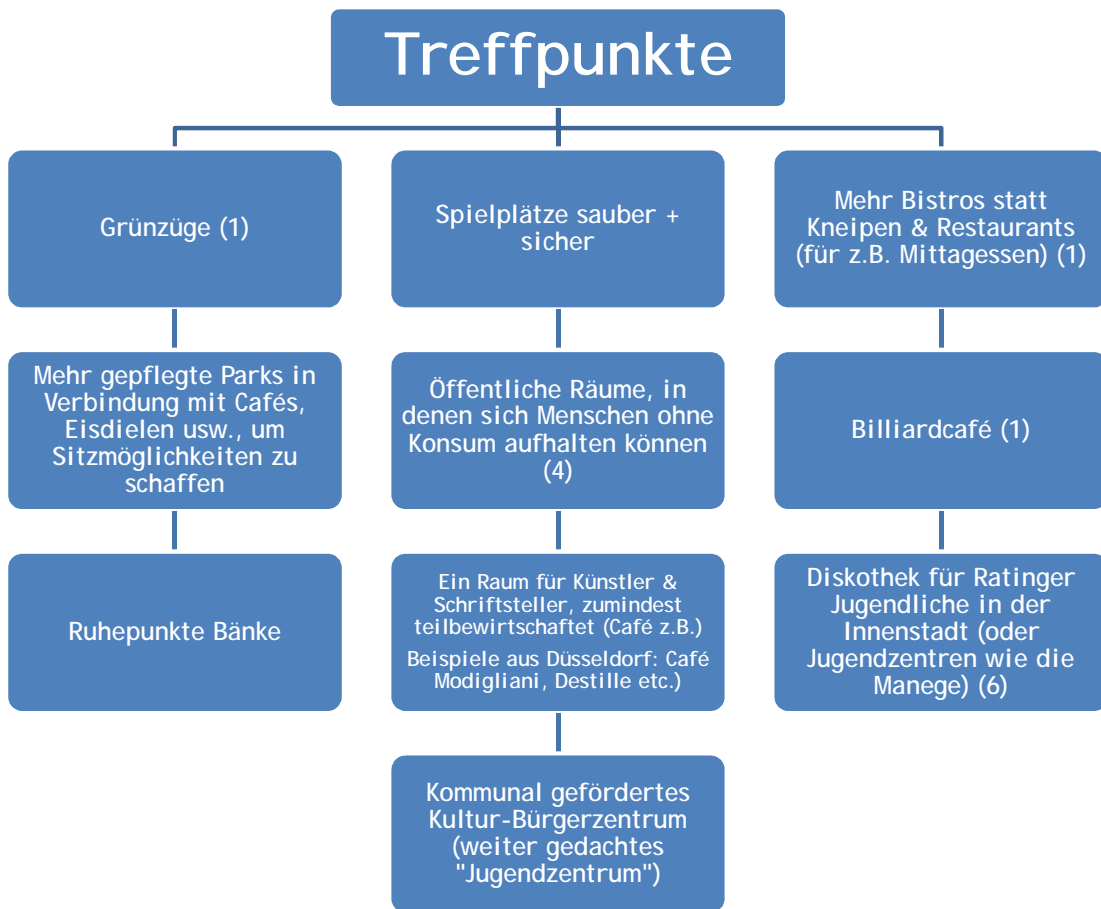 Treffpunkte
Grünzüge (1)
Mehr gepflegte Parks in
Verbindung mit Cafés,
Eisdielen usw., um
Sitzmöglichkeiten zu
schaffen
Ruhepunkte Bänke
Spielplätze sauber +
sicher
Öffentliche Räume, in
denen sich Menschen ohne
Konsum aufhalten können
(4)
Ein Raum für Künstler &
Schriftsteller, zumindest
teilbewirtschaftet (Café z.B.)
Beispiele aus Düsseldorf: Café
Modigliani, Destille etc.)
Kommunal gefördertes
Kultur-Bürgerzentrum
(weiter gedachtes
"Jugendzentrum")
Mehr Bistros statt
Kneipen & Restaurants
(für z.B. Mittagessen) (1)
Billiardcafé (1)
Diskothek für Ratinger
Jugendliche in der
Innenstadt (oder
Jugendzentren wie die
Manege) (6)